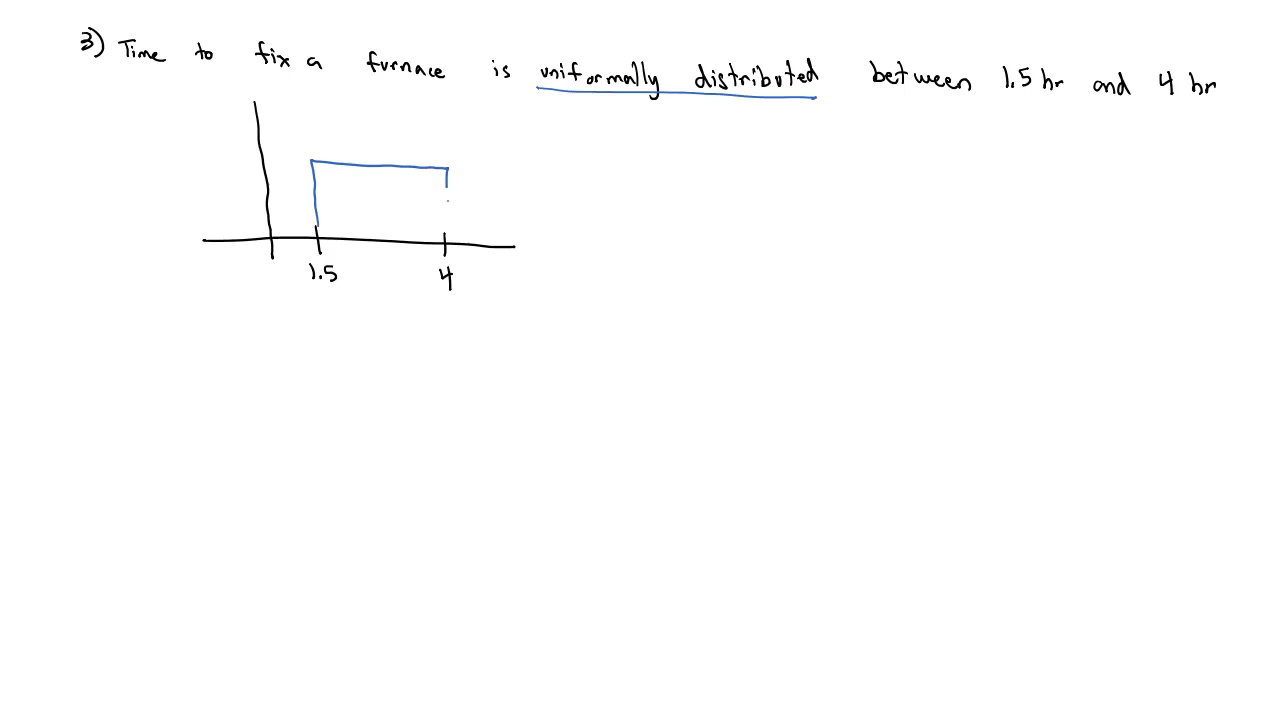 3) Time to fix a furnace is uniformally distributed between 1.5 hr and 4 hr
1.5 4